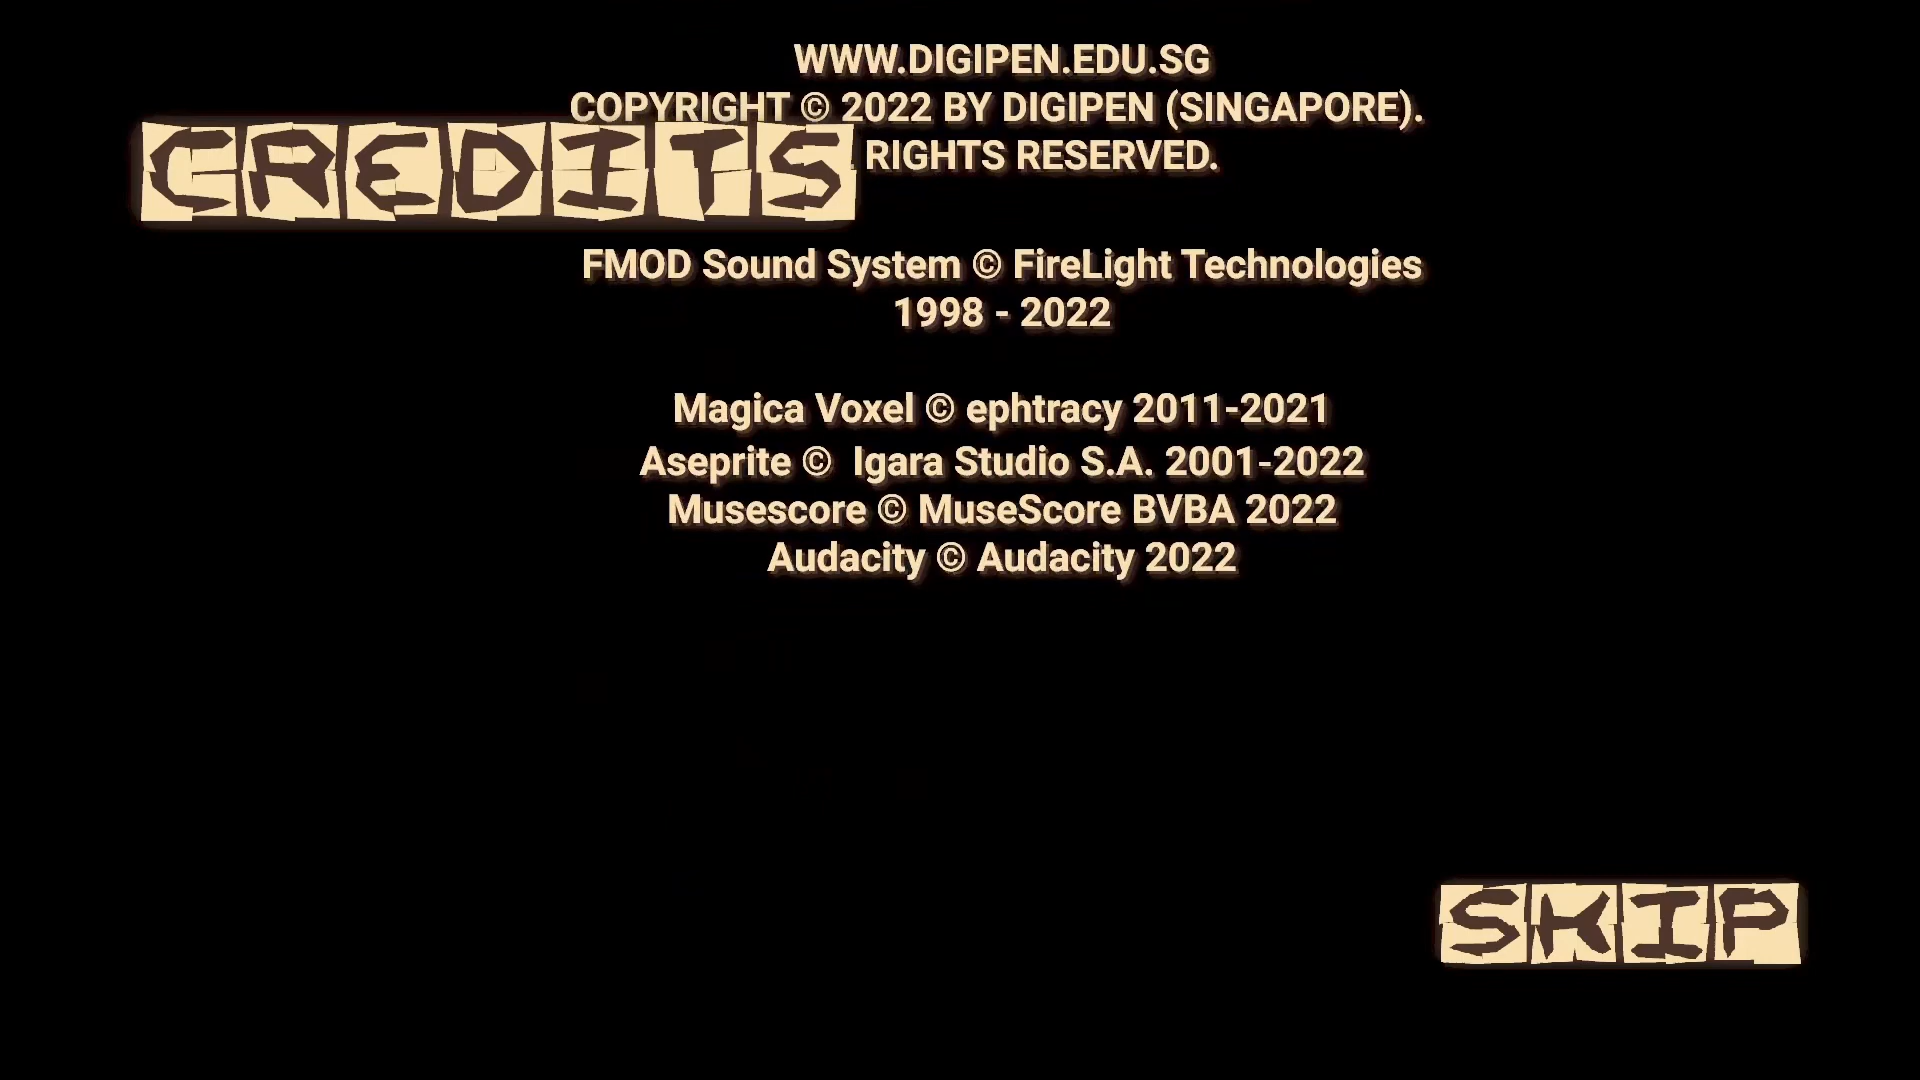 WWW.DIGIPEN.EDU.SG
COPYRIGHT © 2022 BY DIGIPEN (SINGAPORE).
CREDITS
RIGHTS RESERVED.
FMOD Sound System © FireLight Technologies
1998 - 2022
Magica Voxel © ephtracy 2011-2021
Aseprite © Igara Studio S.A. 2001-2022
Musescore © MuseScore BVBA 2022
Audacity © Audacity 2022
SKIP